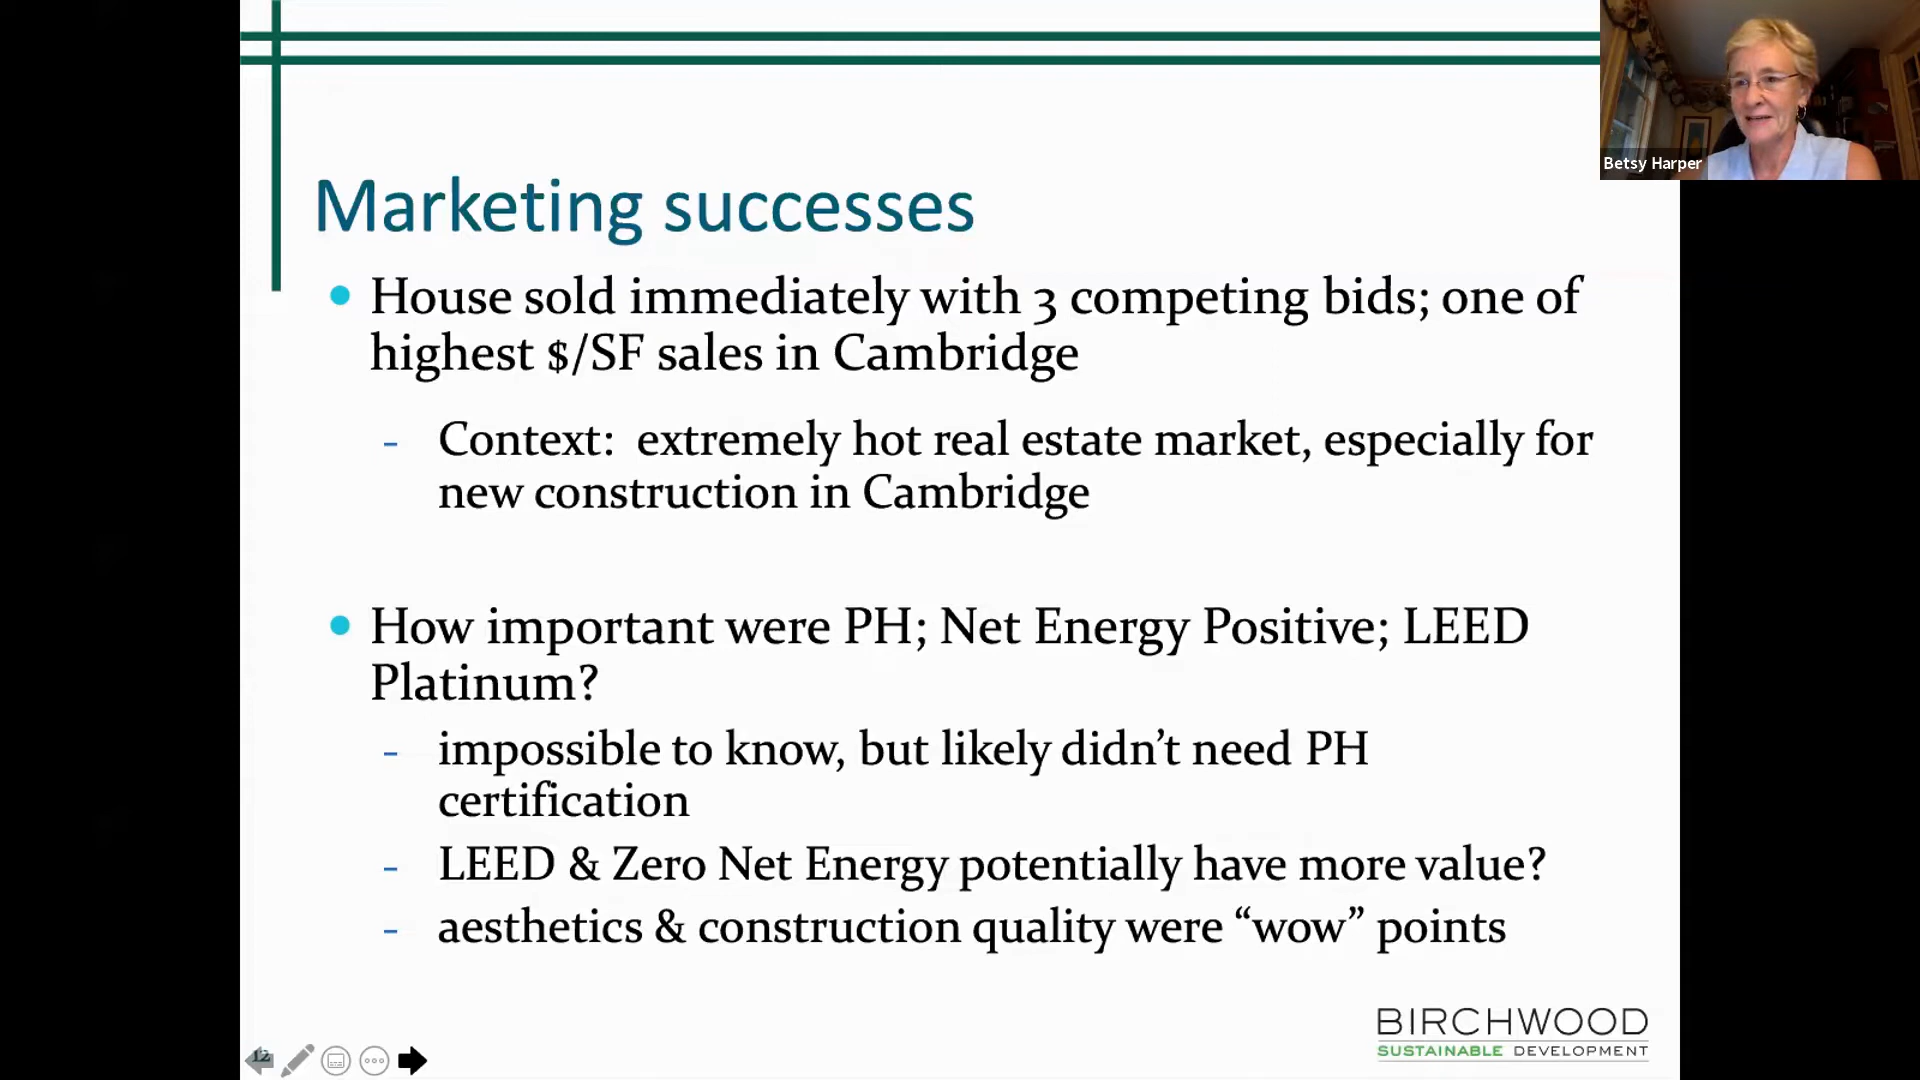 Betsy Harper
Marketing successes
House sold immediately with 3 competing bids; one of
highest $/SF sales in Cambridge
- Context: extremely hot real estate market, especially for
new construction in Cambridge
How important were PH; Net Energy Positive; LEED
Platinum?
- impossible to know, but likely didn’t need PH
certification
- LEED & Zero Net Energy potentially have more value?
- aesthetics & construction quality were “wow” points
BIRCHWOOD
SUSTAINABLE DEVELOPMENT
12